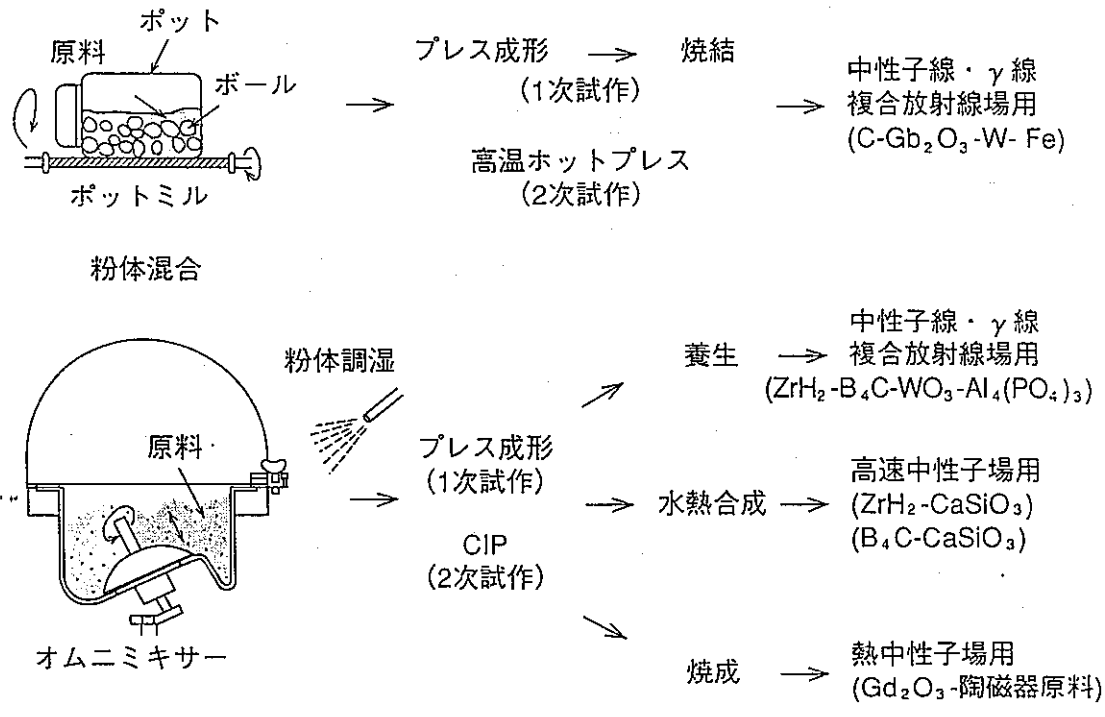 ポット
原料
ボール
ポットミル
プレス成形 → 焼結
(1次試作)
高温ホットプレス
(2次試作)
中性子線・γ線
複合放射線場用
(C-Gb₂O₃-W- Fe)
粉体混合
粉体調湿
原料
オムニミキサー
プレス成形
(1次試作)
CIP
(2次試作)
養生
中性子線・γ線
複合放射線場用
(ZrH₂-B₄C-WO₃-Al₄(PO₄)₃)
水熱合成
高速中性子場用
(ZrH₂-CaSiO₃)
(B₄C-CaSiO₃)
焼成
熱中性子場用
(Gd₂O₃-陶磁器原料)